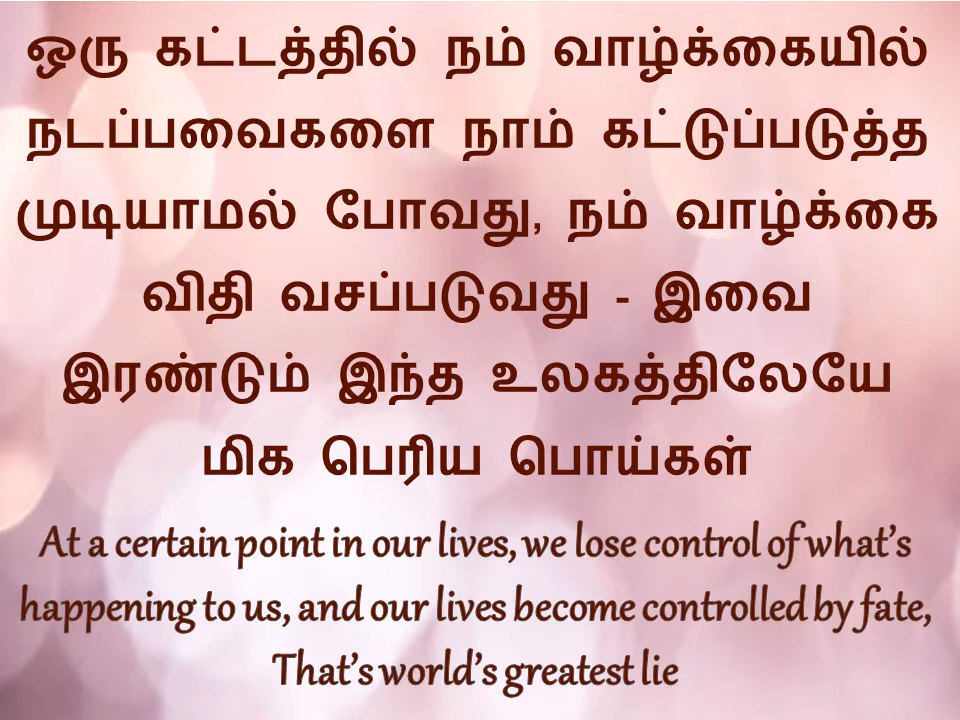 ஒரு கட்டத்தில் நம் வாழ்க்கையில்
நடப்பவைகளை நாம் கட்டுப்படுத்த
முடியாமல் போவது, நம் வாழ்க்கை
விதி வசப்படுவது - இவை
இரண்டும் இந்த உலகத்திலேயே
மிக பெரிய பொய்கள்
At a certain point in our lives, we lose control of what's
happening to us, and our lives become controlled by fate,
That's world's greatest lie